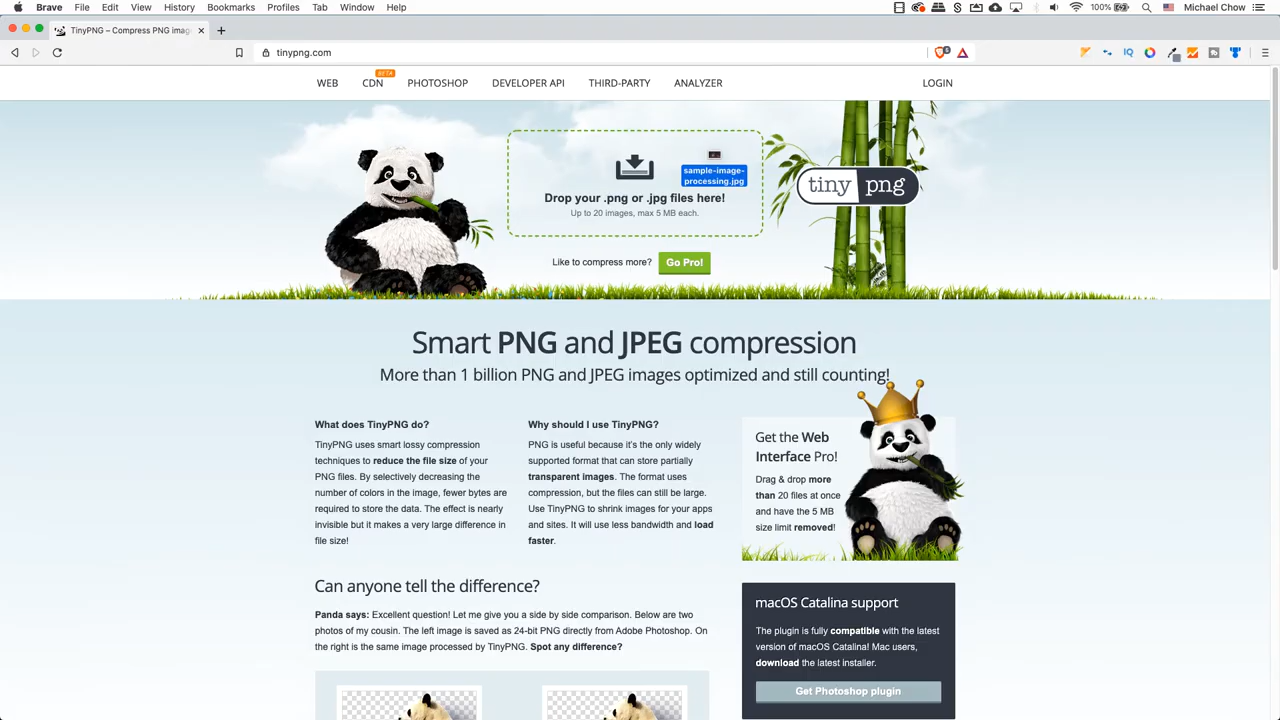 Brave File Edit View History Bookmarks Profiles Tab Window Help 100% Michael Chow
TinyPNG – Compress PNG imag
tinypng.com
WEB CDN BETA PHOTOSHOP DEVELOPER API THIRD-PARTY ANALYZER LOGIN
sample-image-
processing.jpg
Drop your .png or .jpg files here!
Up to 20 images, max 5 MB each.
tiny png
Like to compress more? Go Pro!
Smart PNG and JPEG compression
More than 1 billion PNG and JPEG images optimized and still counting!
What does TinyPNG do?
TinyPNG uses smart lossy compression
techniques to reduce the file size of your
PNG files. By selectively decreasing the
number of colors in the image, fewer bytes are
required to store the data. The effect is nearly
invisible but it makes a very large difference in
file size!
Why should I use TinyPNG?
PNG is useful because it's the only widely
supported format that can store partially
transparent images. The format uses
compression, but the files can still be large.
Use TinyPNG to shrink images for your apps
and sites. It will use less bandwidth and load
faster.
Get the Web
Interface Pro!
Drag & drop more
than 20 files at once
and have the 5 MB
size limit removed!
Can anyone tell the difference?
Panda says: Excellent question! Let me give you a side by side comparison. Below are two
photos of my cousin. The left image is saved as 24-bit PNG directly from Adobe Photoshop. On
the right is the same image processed by TinyPNG. Spot any difference?
macOS Catalina support
The plugin is fully compatible with the latest
version of macOS Catalina! Mac users,
download the latest installer.
Get Photoshop plugin